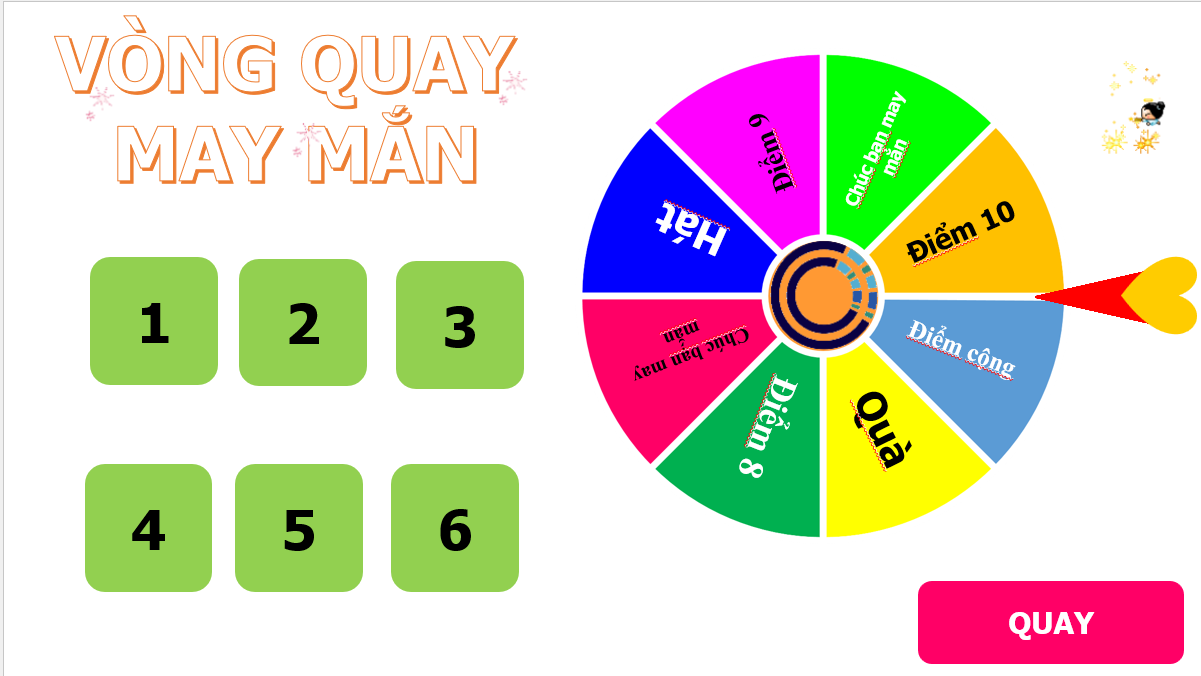 VÒNG QUAY
MAY MẮN
1
2
3
4
5
6
Điểm 9
Chúc bạn may
mắn
Điểm 10
Điểm cộng
Quà
Điểm 8
Chúc bạn may
mắn
Hát
QUAY